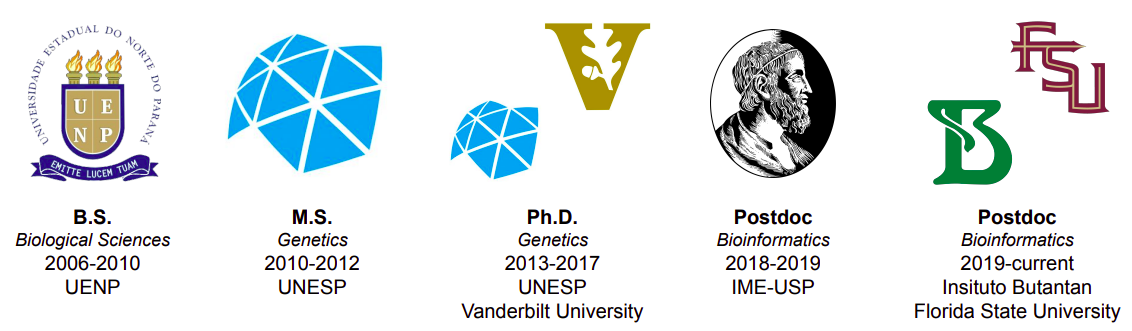 UNIVERSIDADE ESTADUAL DO NORTE DO PARANÁ
UE
NP
EMITTE LUCEM TUAM
V
FSU
B
B.S.
Biological Sciences
2006-2010
UENP
M.S.
Genetics
2010-2012
UNESP
Ph.D.
Genetics
2013-2017
UNESP
Vanderbilt University
Postdoc
Bioinformatics
2018-2019
IME-USP
Postdoc
Bioinformatics
2019-current
Insituto Butantan
Florida State University